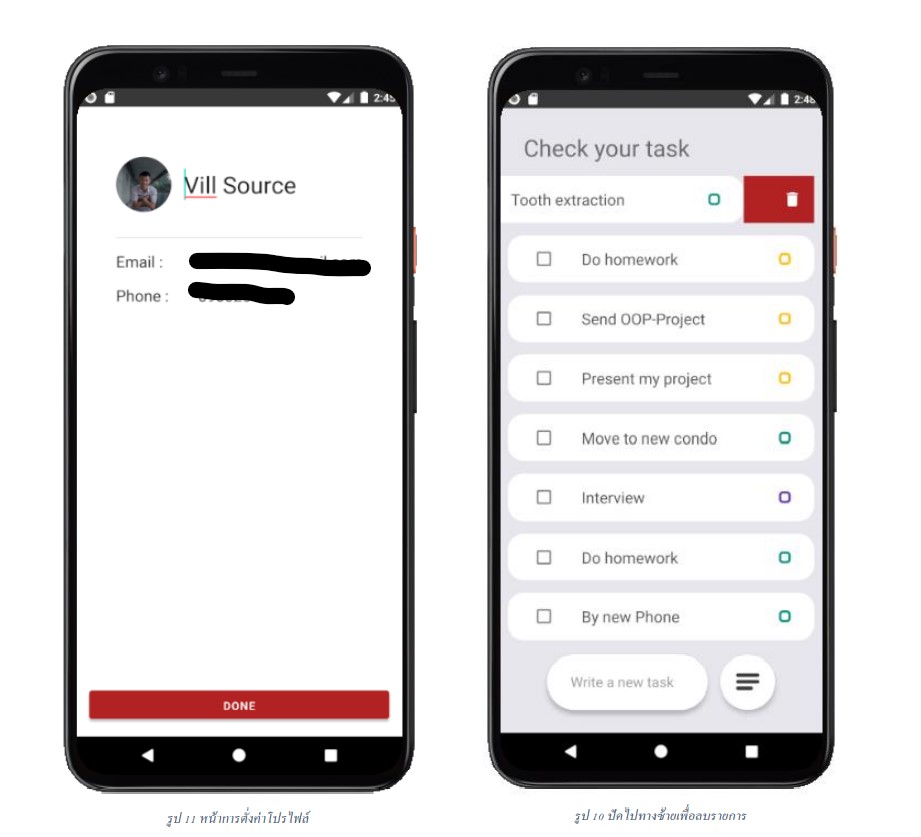 2:45
Vill Source
Email :
Phone :
DONE
รูป 11 หน้าการตั้งค่าโปรไฟล์
2:48
Check your task
Tooth extraction
Do homework
Send OOP-Project
Present my project
Move to new condo
Interview
Do homework
By new Phone
Write a new task
รูป 10 ปัดไปทางซ้ายเพื่อลบรายการ